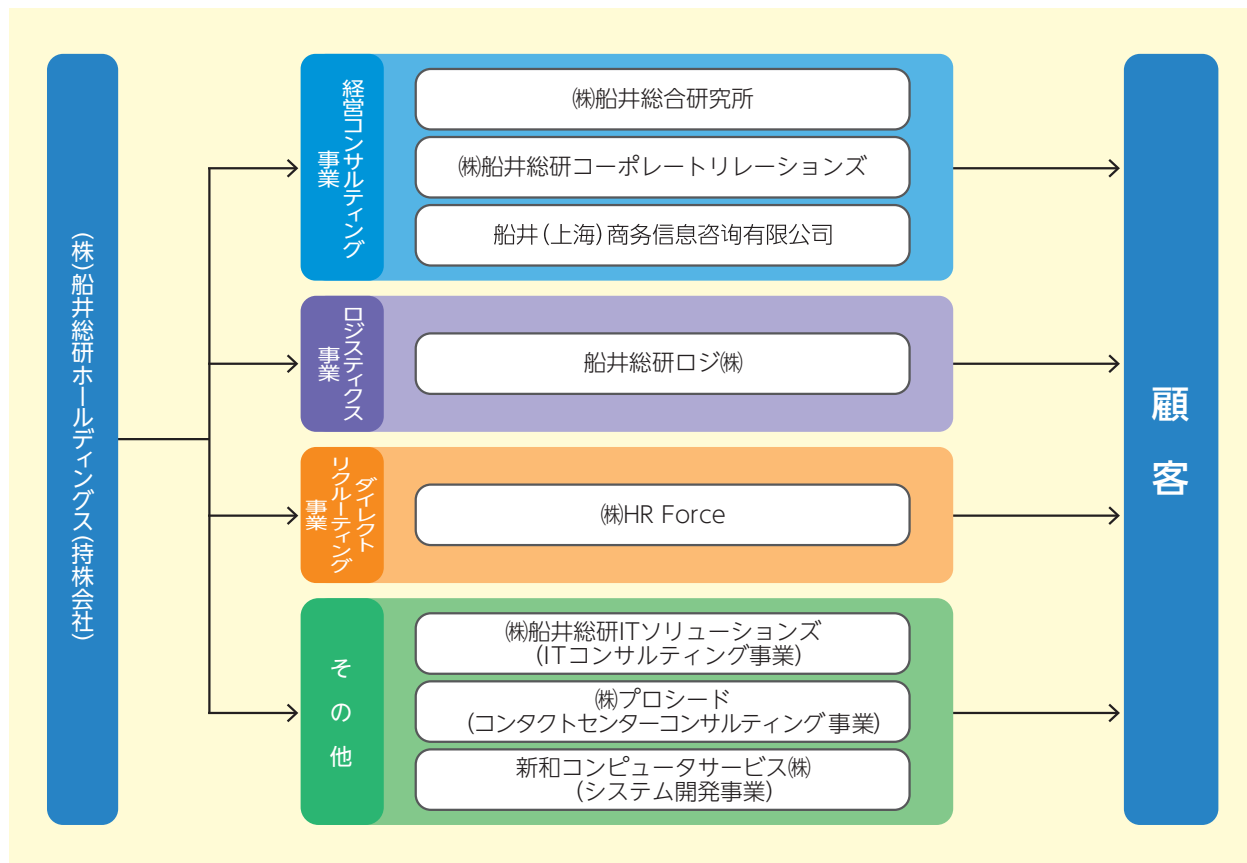 (株)船井総研ホールディングス(持株会社)
経営コンサルティング
事業
㈱船井総合研究所
㈱船井総研コーポレートリレーションズ
船井(上海)商务信息咨询有限公司
ロジスティクス
事業
船井総研ロジ㈱
ダイレクト
リクルーティング
事業
㈱HR Force
その他
㈱船井総研ITソリューションズ
(ITコンサルティング事業)
㈱プロシード
(コンタクトセンターコンサルティング事業)
新和コンピュータサービス㈱
(システム開発事業)
顧客